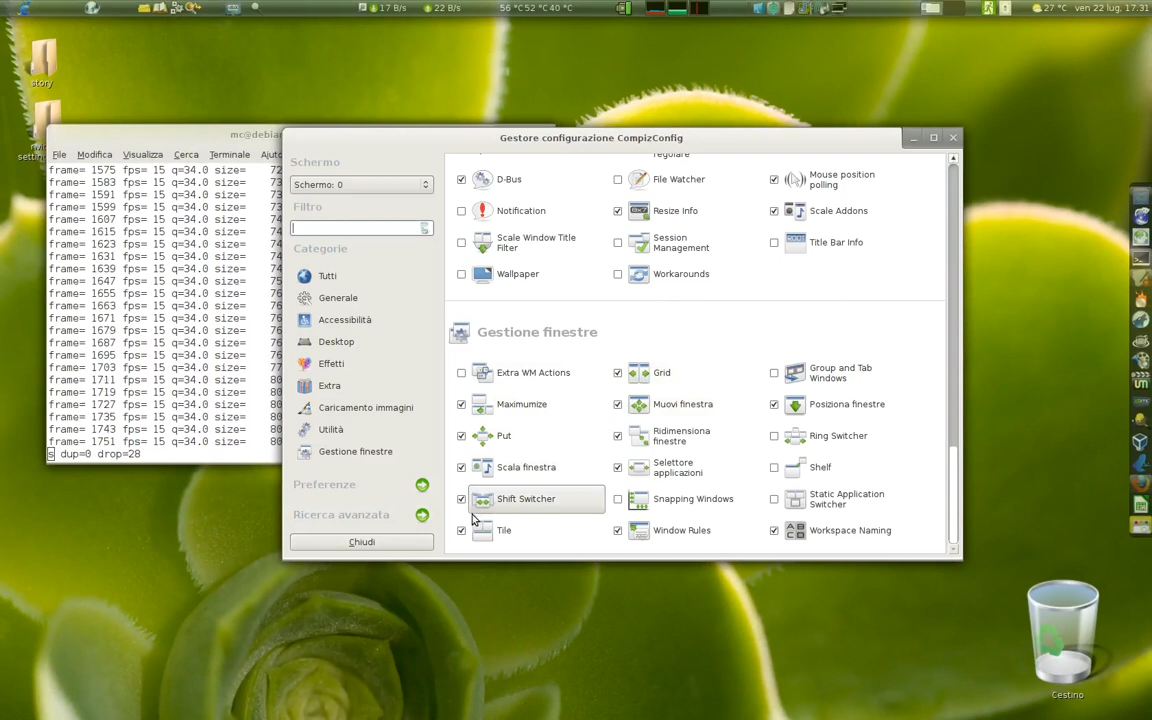 17 B/s
22 B/s
56 °C 52 °C 40 °C
27 °C
ven 22 lug, 17.31
story
mc@debian
File Modifica Visualizza Cerca Terminale Aiuto
frame= 1575 fps= 15 q=34.0 size=
frame= 1583 fps= 15 q=34.0 size=
frame= 1591 fps= 15 q=34.0 size=
frame= 1599 fps= 15 q=34.0 size=
frame= 1607 fps= 15 q=34.0 size=
frame= 1615 fps= 15 q=34.0 size=
frame= 1623 fps= 15 q=34.0 size=
frame= 1631 fps= 15 q=34.0 size=
frame= 1639 fps= 15 q=34.0 size=
frame= 1647 fps= 15 q=34.0 size=
frame= 1655 fps= 15 q=34.0 size=
frame= 1663 fps= 15 q=34.0 size=
frame= 1671 fps= 15 q=34.0 size=
frame= 1679 fps= 15 q=34.0 size=
frame= 1687 fps= 15 q=34.0 size=
frame= 1695 fps= 15 q=34.0 size=
frame= 1703 fps= 15 q=34.0 size=
frame= 1711 fps= 15 q=34.0 size= 80
frame= 1719 fps= 15 q=34.0 size= 80
frame= 1727 fps= 15 q=34.0 size= 80
frame= 1735 fps= 15 q=34.0 size= 80
frame= 1743 fps= 15 q=34.0 size= 80
frame= 1751 fps= 15 q=34.0 size= 80
s dup=0 drop=28
Gestore configurazione CompizConfig
Schermo
Schermo: 0
Filtro
Categorie
Tutti
Generale
Accessibilità
Desktop
Effetti
Extra
Caricamento immagini
Utilità
Gestione finestre
Preferenze
Ricerca avanzata
Chiudi
regolare
D-Bus
File Watcher
Mouse position
polling
Notification
Resize Info
Scale Addons
Scale Window Title
Filter
Session
Management
Title Bar Info
Wallpaper
Workarounds
Gestione finestre
Extra WM Actions
Grid
Group and Tab
Windows
Maximumize
Muovi finestra
Posiziona finestre
Put
Ridimensiona
finestre
Ring Switcher
Scala finestra
Selettore
applicazioni
Shelf
Shift Switcher
Snapping Windows
Static Application
Switcher
Tile
Window Rules
Workspace Naming
Cestino